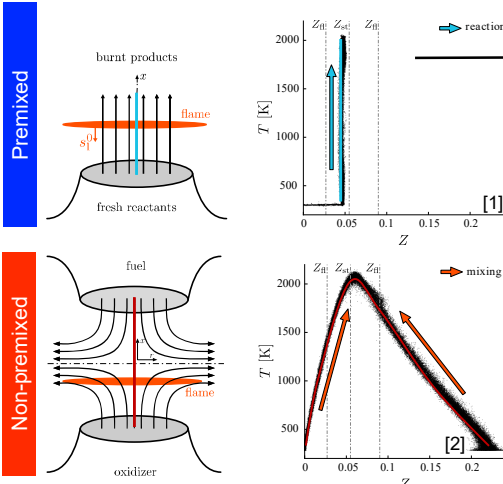 Premixed
burnt products
x
flame
s_l^0
fresh reactants
Z_fl Z_st Z_fl
reaction
2000
1500
1000
500
T [K]
0 0.05 0.1 0.15 0.2
Z
[1]
Non-premixed
fuel
x
r
flame
oxidizer
Z_fl Z_st Z_fl
mixing
2000
1500
1000
500
T [K]
0 0.05 0.1 0.15 0.2
Z
[2]